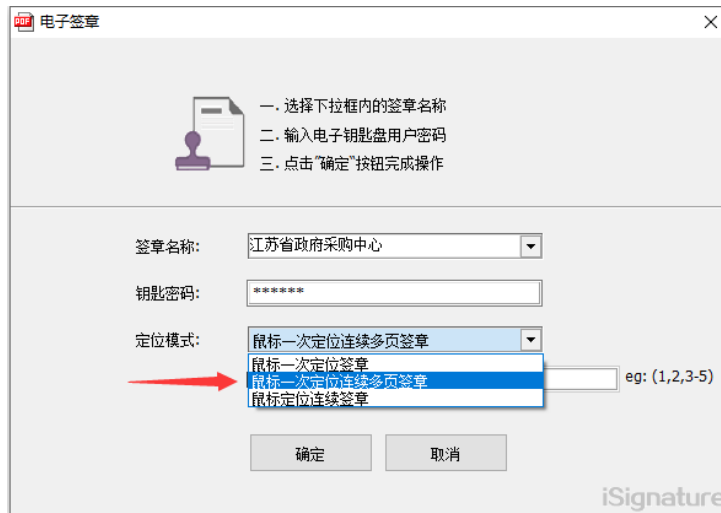 电子签章
一. 选择下拉框内的签章名称
二. 输入电子钥匙盘用户密码
三. 点击"确定"按钮完成操作
签章名称: 江苏省政府采购中心
钥匙密码: ******
定位模式: 鼠标一次定位连续多页签章
鼠标一次定位签章
鼠标一次定位连续多页签章
鼠标定位连续签章
eg: (1,2,3-5)
确定 取消
iSignature